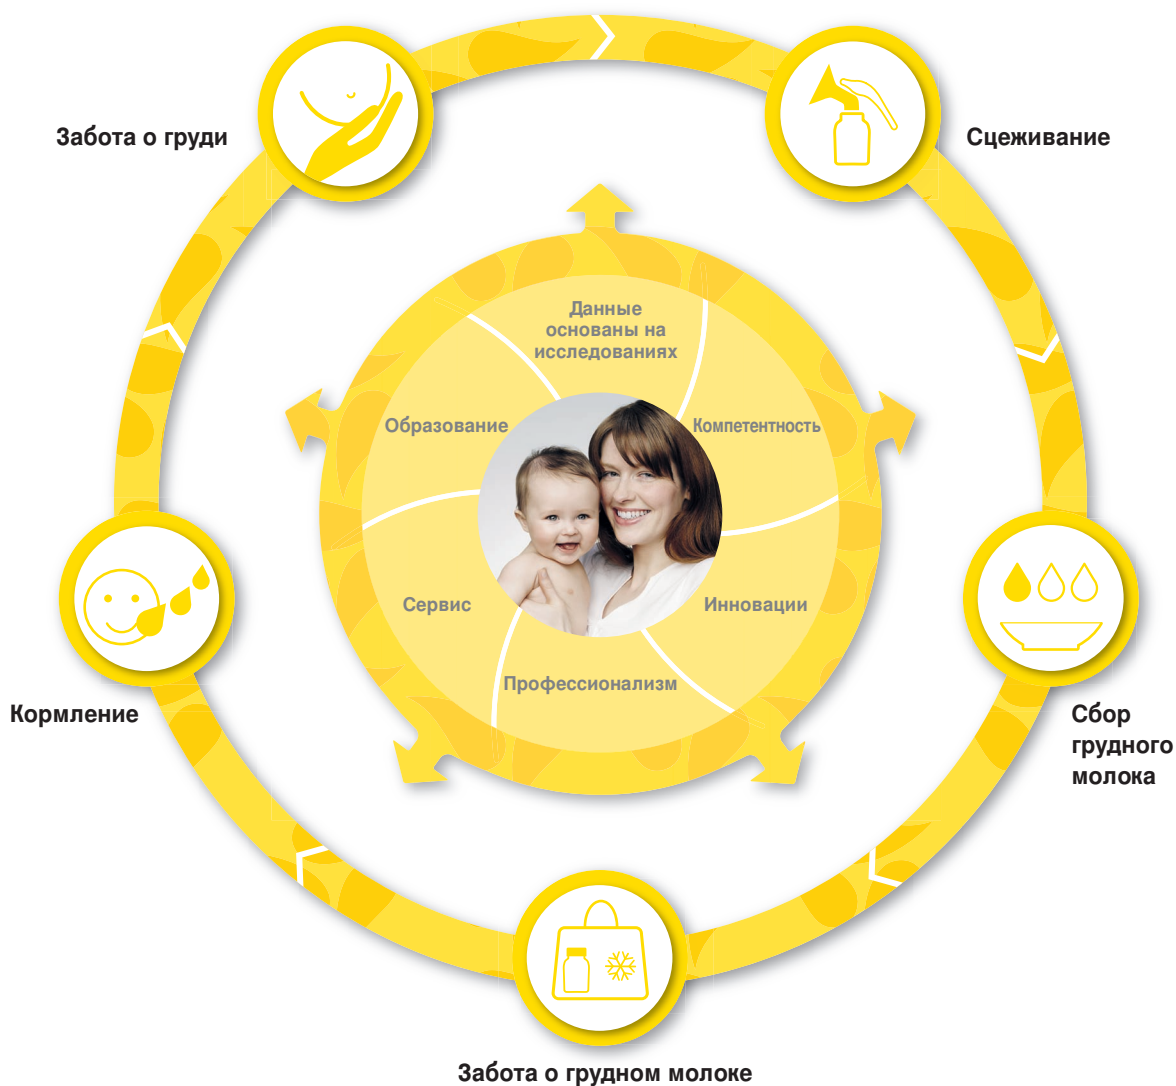 Забота о груди
Сцеживание
Данные
основаны на
исследованиях
Образование
Компетентность
Сервис
Инновации
Профессионализм
Кормление
Сбор
грудного
молока
Забота о грудном молоке